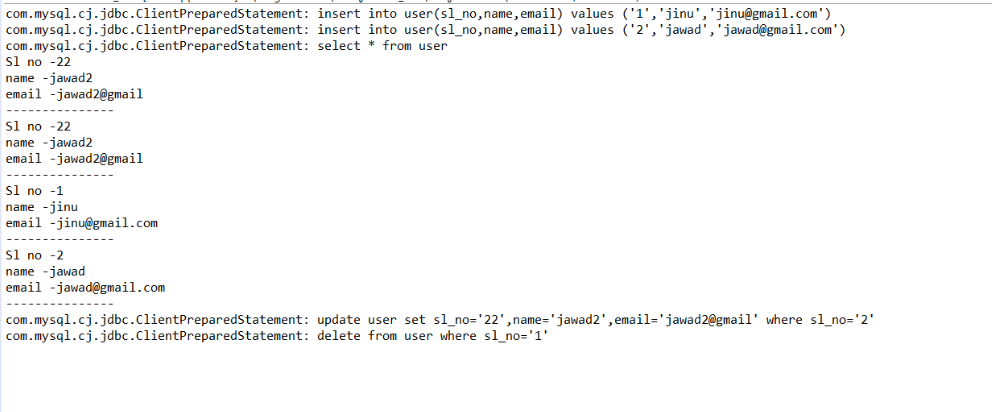 com.mysql.cj.jdbc.ClientPreparedStatement: insert into user(sl_no,name,email) values ('1','jinu','jinu@gmail.com')
com.mysql.cj.jdbc.ClientPreparedStatement: insert into user(sl_no,name,email) values ('2','jawad','jawad@gmail.com')
com.mysql.cj.jdbc.ClientPreparedStatement: select * from user
Sl no -22
name -jawad2
email -jawad2@gmail
---------------
Sl no -22
name -jawad2
email -jawad2@gmail
---------------
Sl no -1
name -jinu
email -jinu@gmail.com
---------------
Sl no -2
name -jawad
email -jawad@gmail.com
---------------
com.mysql.cj.jdbc.ClientPreparedStatement: update user set sl_no='22',name='jawad2',email='jawad2@gmail' where sl_no='2'
com.mysql.cj.jdbc.ClientPreparedStatement: delete from user where sl_no='1'